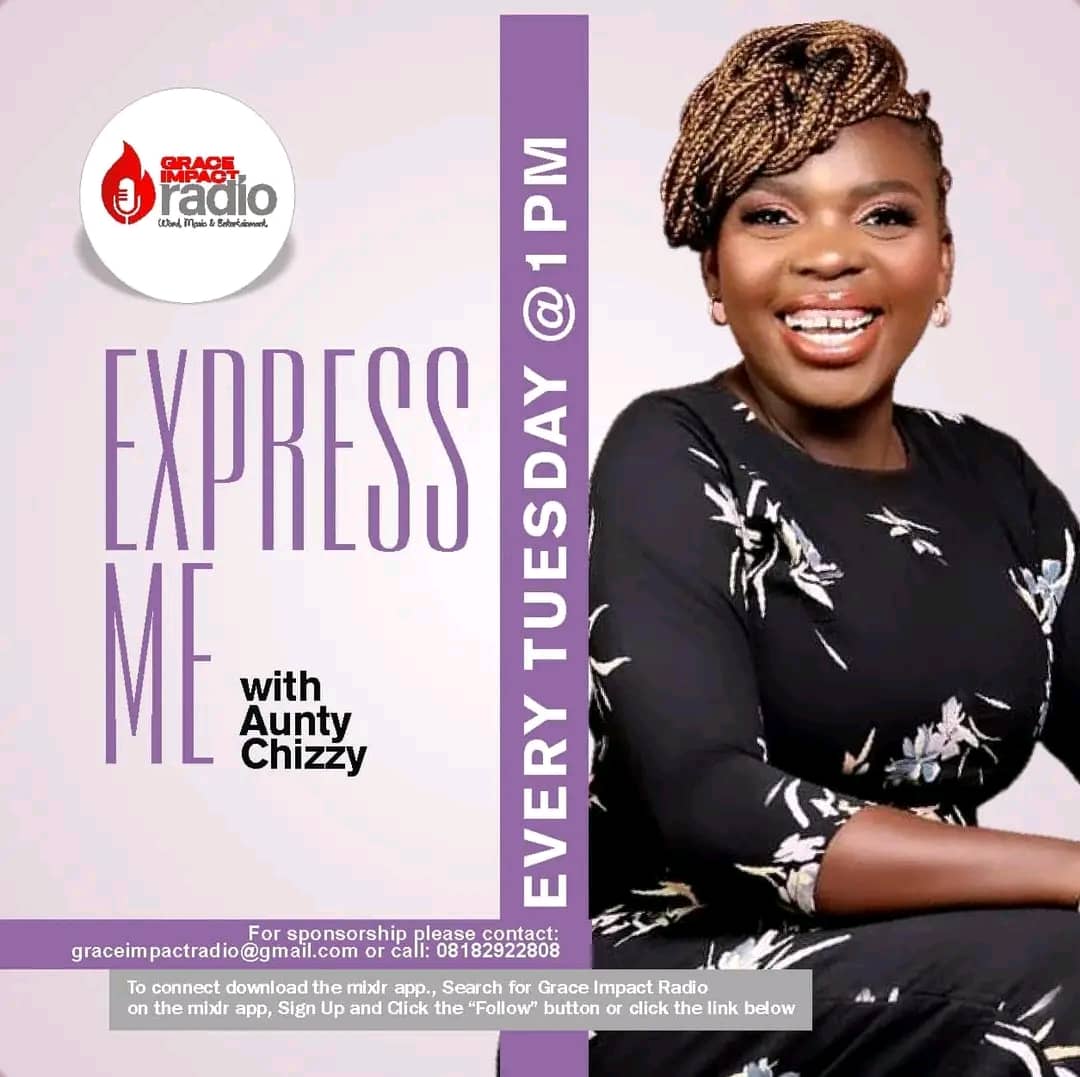 GRACE
IMPACT
radio
Word, Music & Entertainment.
EXPRESS
ME
with
Aunty
Chizzy
EVERY TUESDAY @ 1 PM
For sponsorship please contact:
graceimpactradio@gmail.com or call: 08182922808
To connect download the mixlr app., Search for Grace Impact Radio
on the mixlr app, Sign Up and Click the “Follow” button or click the link below